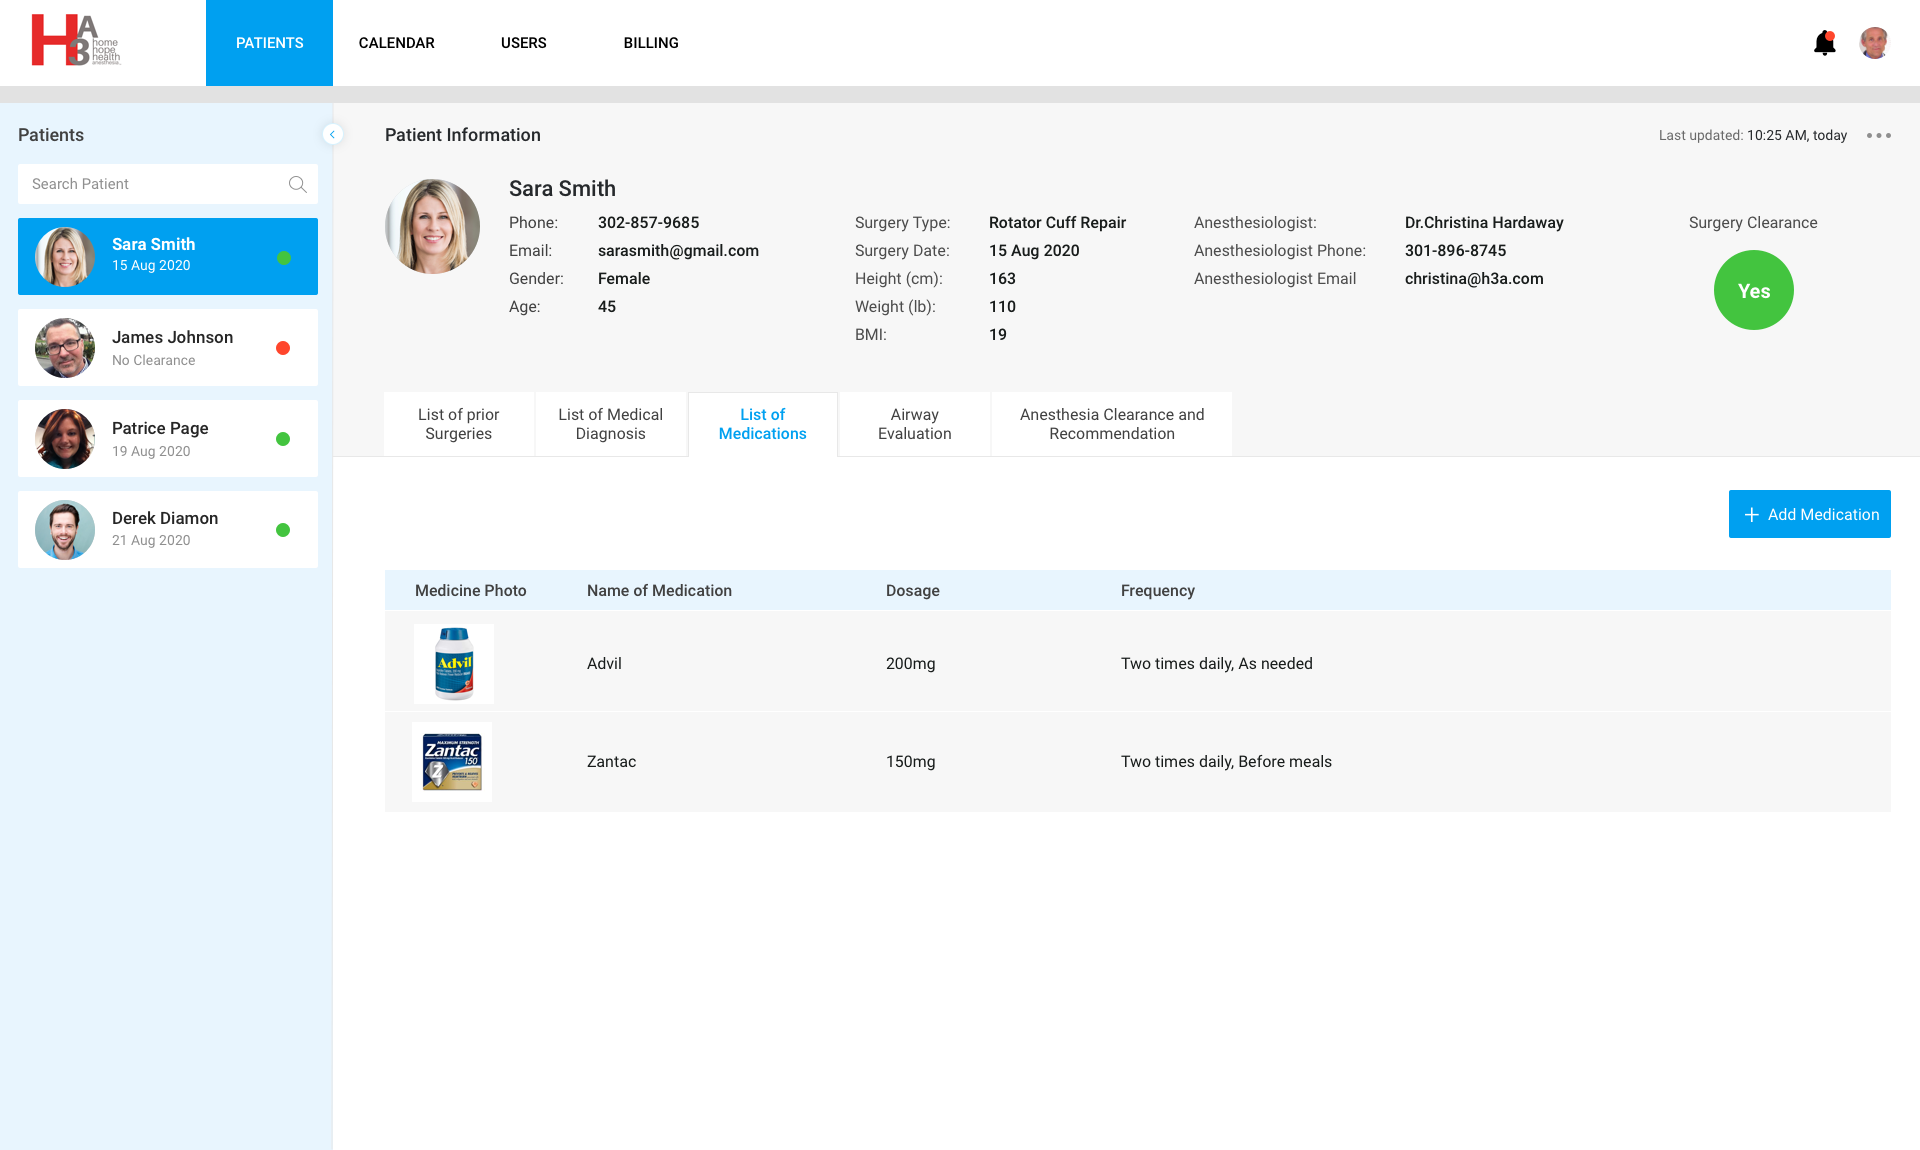 HA3
home
hope
health
anesthesia
PATIENTS
CALENDAR
USERS
BILLING
Patients
Search Patient
Sara Smith
15 Aug 2020
James Johnson
No Clearance
Patrice Page
19 Aug 2020
Derek Diamon
21 Aug 2020
Patient Information
Last updated: 10:25 AM, today
Sara Smith
Phone: 302-857-9685
Email: sarasmith@gmail.com
Gender: Female
Age: 45
Surgery Type: Rotator Cuff Repair
Surgery Date: 15 Aug 2020
Height (cm): 163
Weight (lb): 110
BMI: 19
Anesthesiologist: Dr.Christina Hardaway
Anesthesiologist Phone: 301-896-8745
Anesthesiologist Email christina@h3a.com
Surgery Clearance
Yes
List of prior
Surgeries
List of Medical
Diagnosis
List of
Medications
Airway
Evaluation
Anesthesia Clearance and
Recommendation
+ Add Medication
Medicine Photo Name of Medication Dosage Frequency
Advil
Advil 200mg Two times daily, As needed
MAXIMUM STRENGTH
Zantac
150
Z
Zantac 150mg Two times daily, Before meals